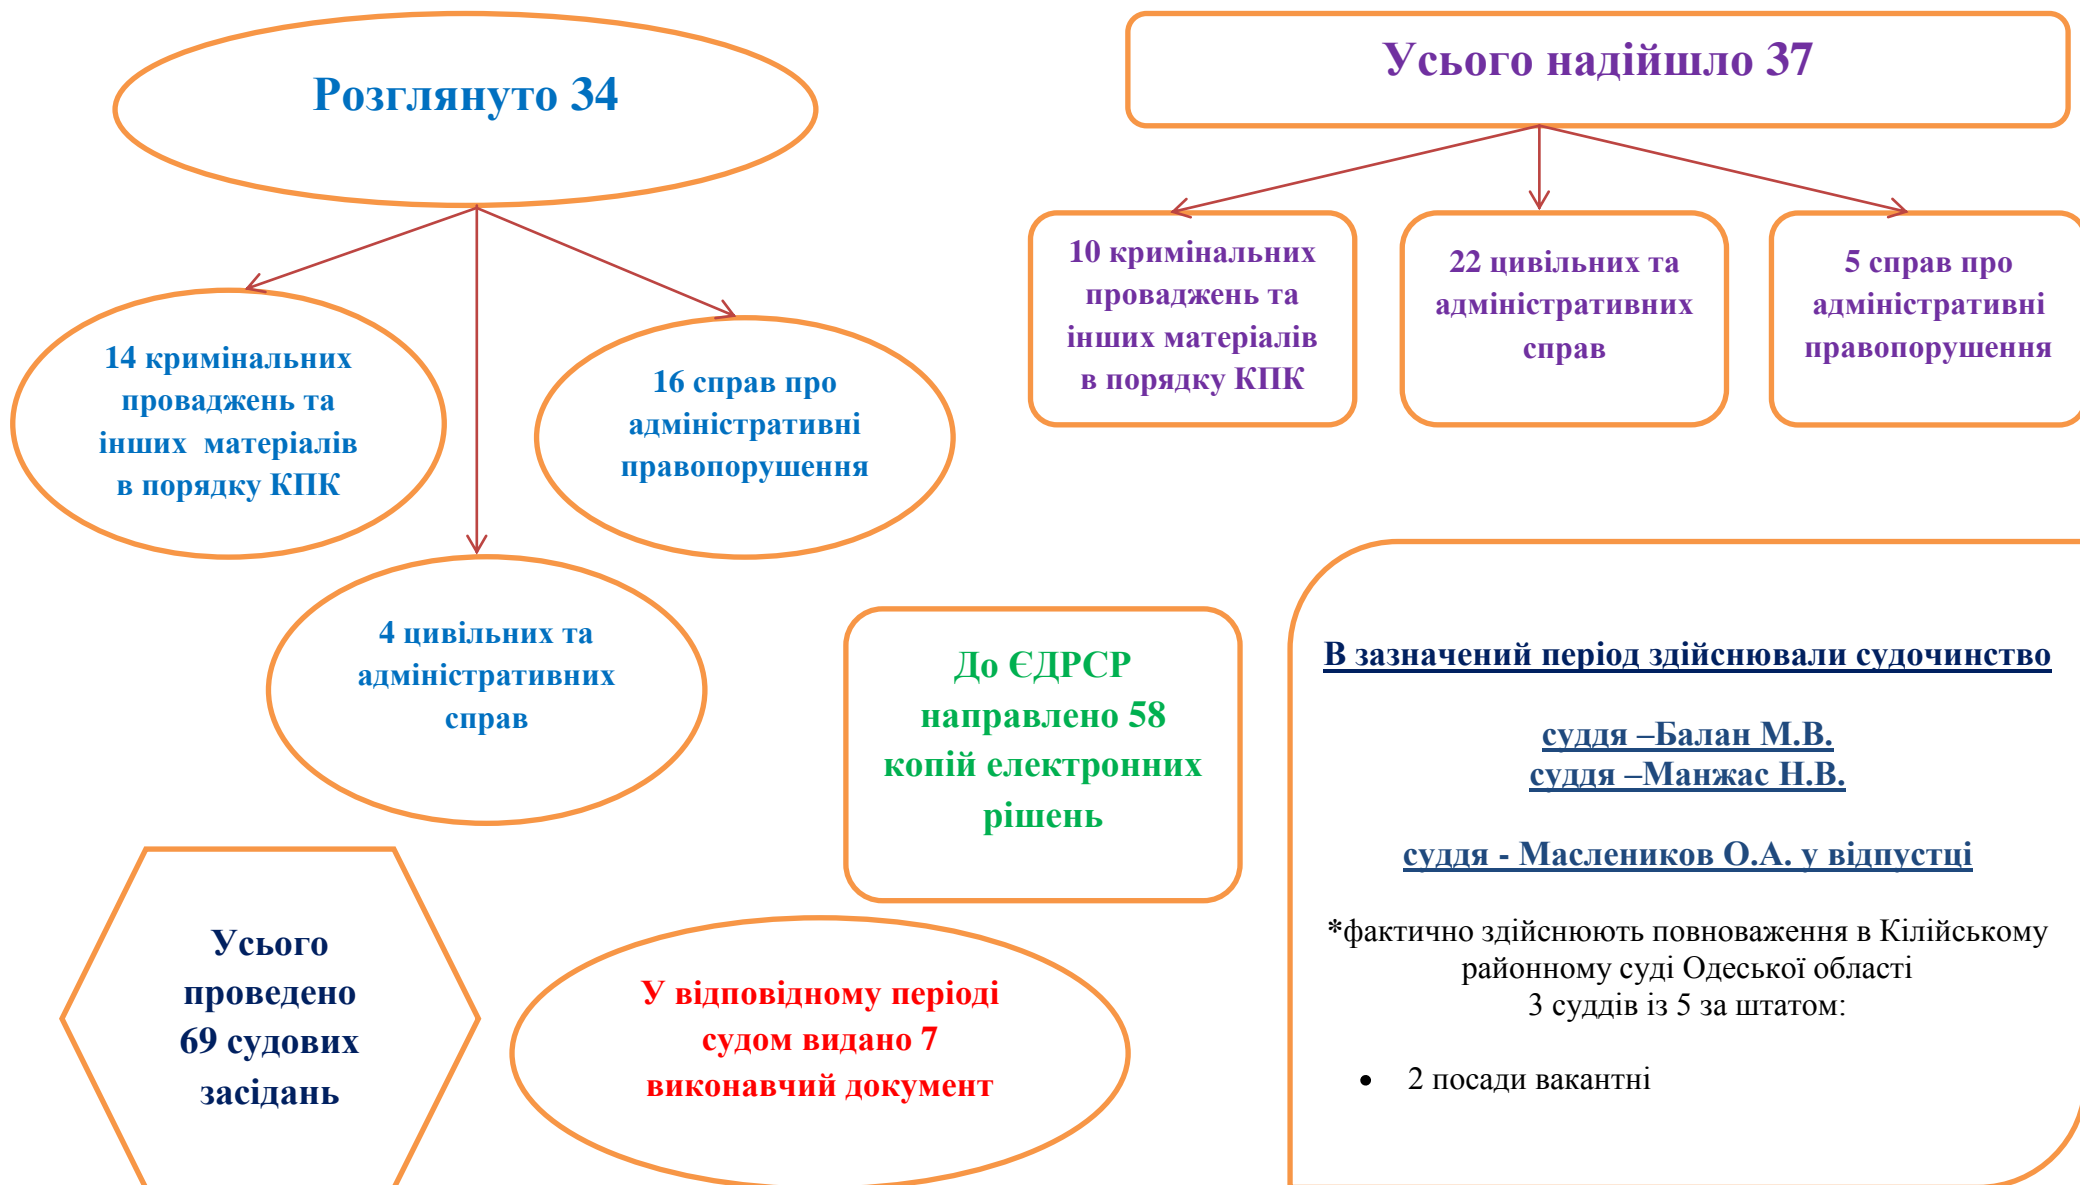 Розглянуто 34
14 кримінальних
проваджень та
інших матеріалів
в порядку КПК
16 справ про
адміністративні
правопорушення
4 цивільних та
адміністративних
справ
Усього надійшло 37
10 кримінальних
проваджень та
інших матеріалів
в порядку КПК
22 цивільних та
адміністративних
справ
5 справ про
адміністративні
правопорушення
До ЄДРСР
направлено 58
копій електронних
рішень
Усього
проведено
69 судових
засідань
У відповідному періоді
судом видано 7
виконавчий документ
В зазначений період здійснювали судочинство
суддя –Балан М.В.
суддя –Манжас Н.В.
суддя - Маслеников О.А. у відпустці
*фактично здійснюють повноваження в Кілійському
районному суді Одеської області
3 суддів із 5 за штатом:
• 2 посади вакантні